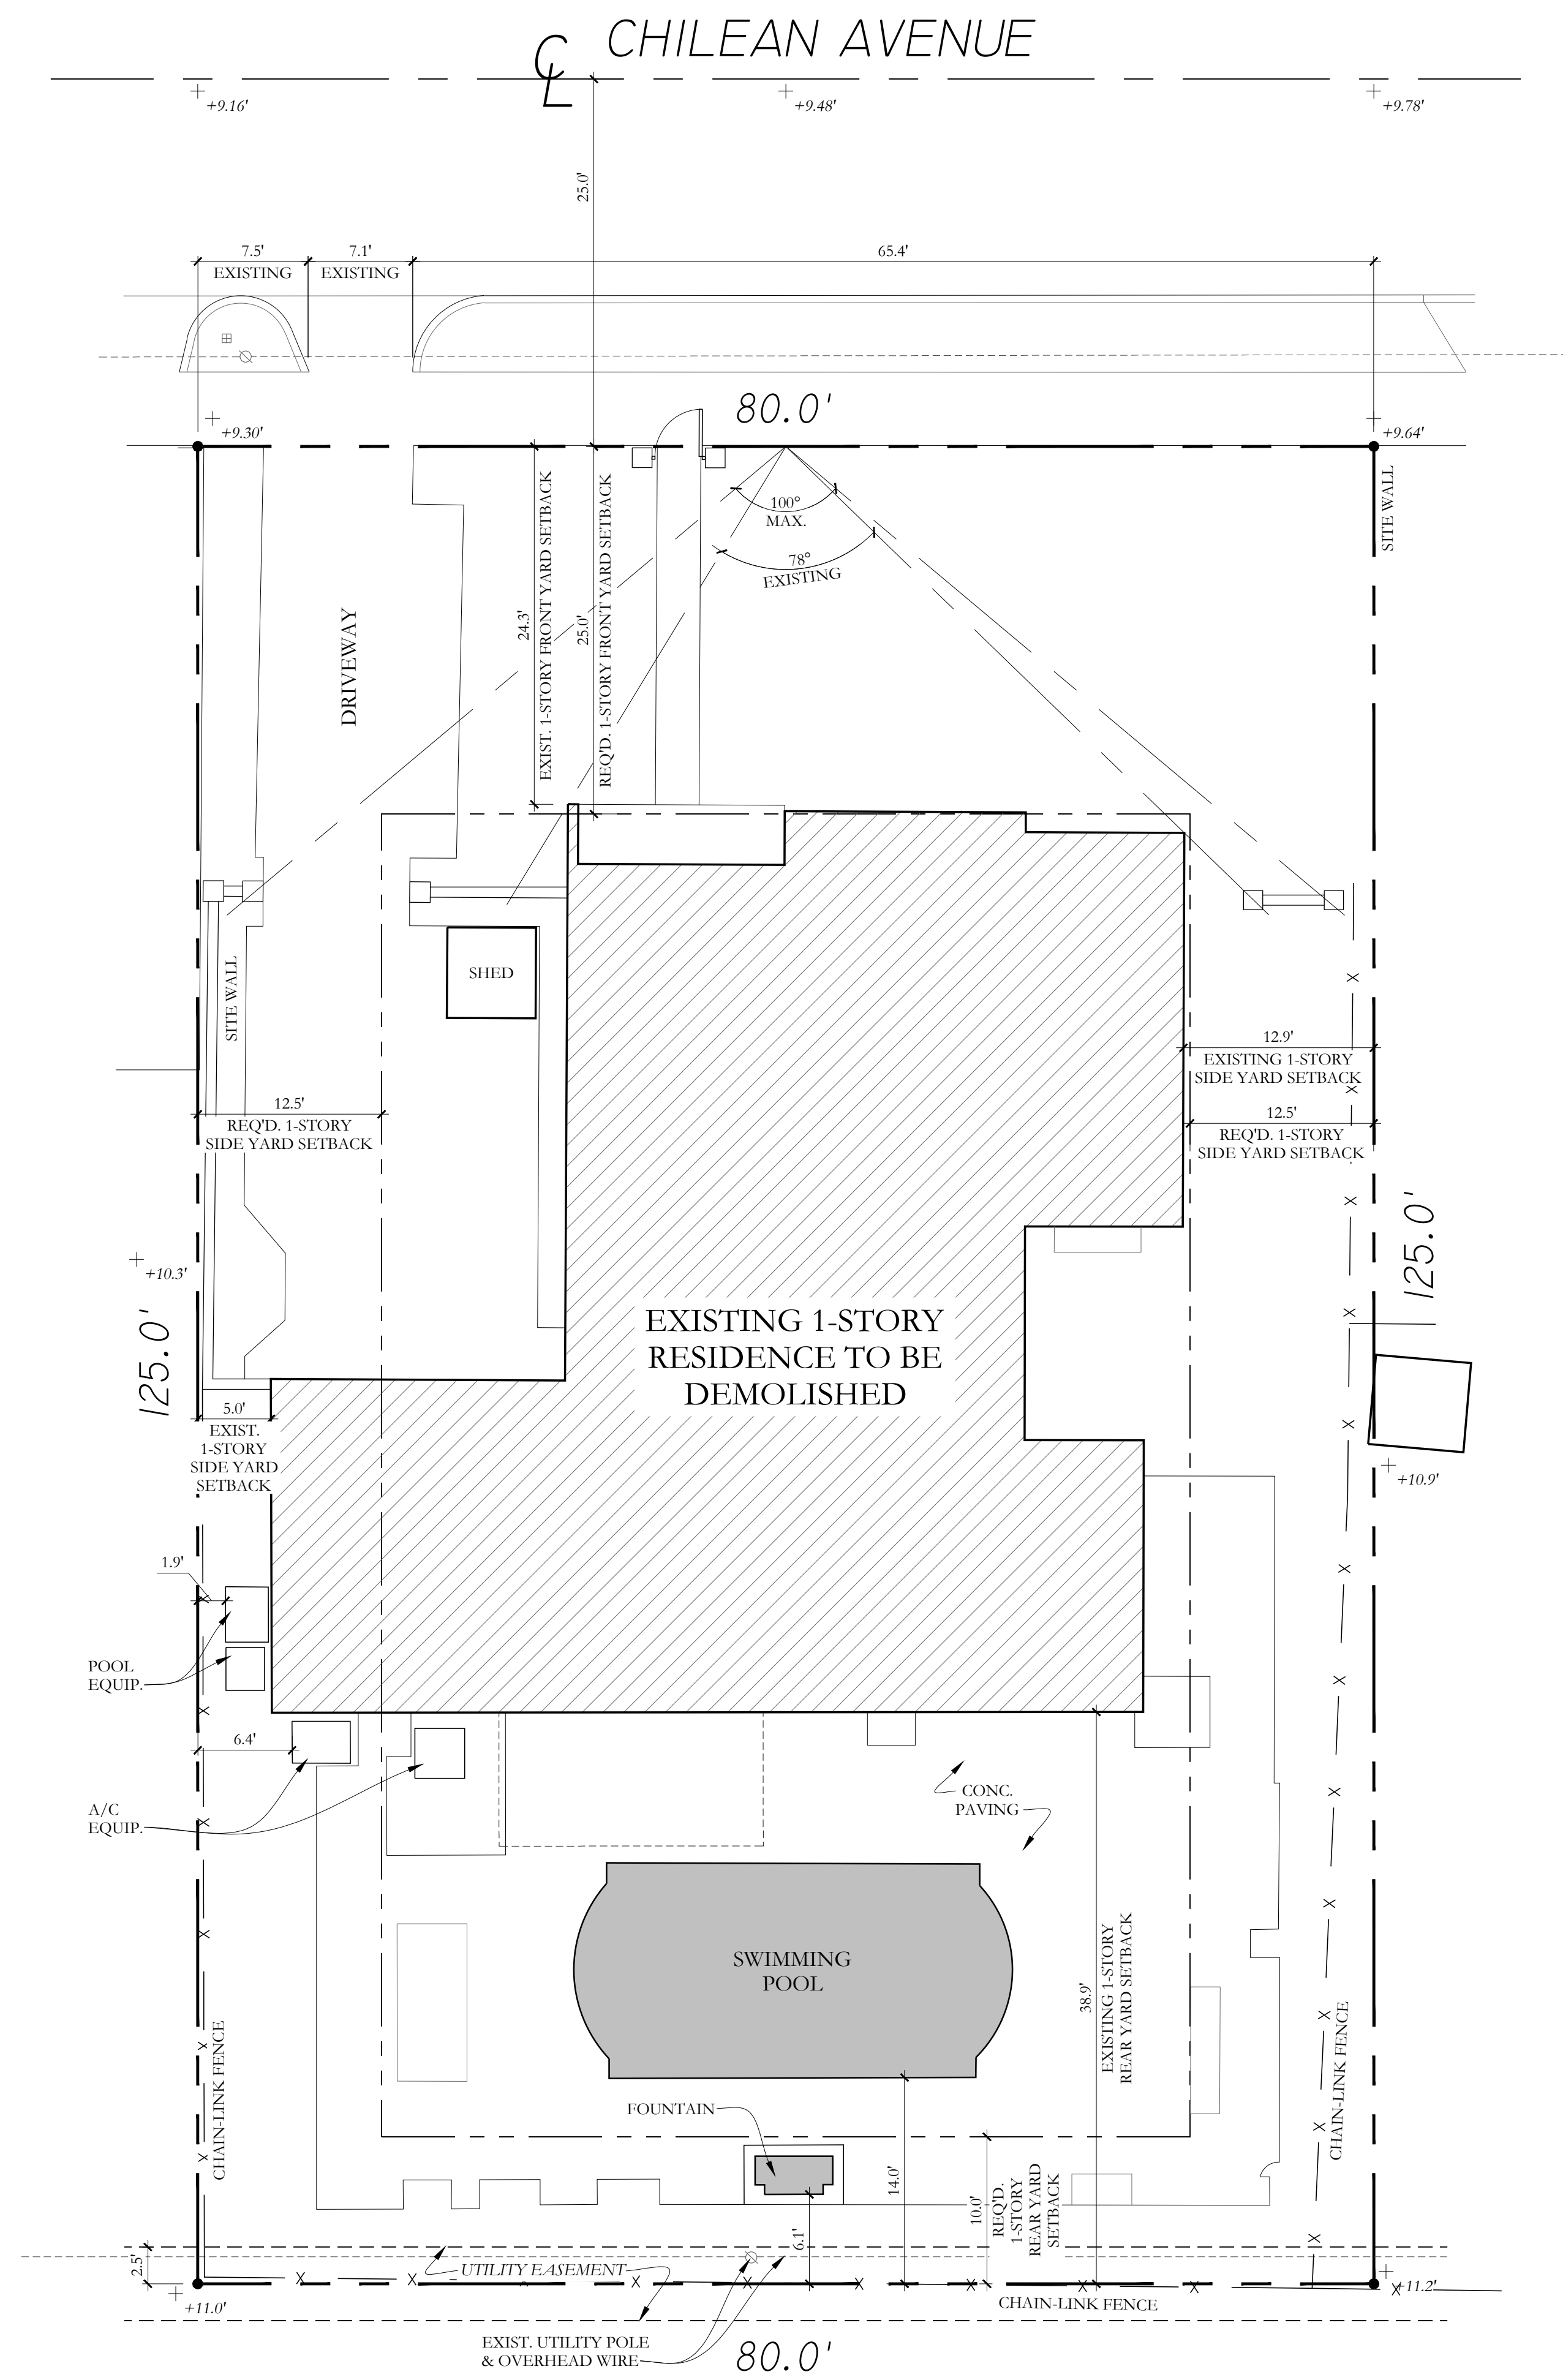 CHILEAN AVENUE
CL
+9.16'
+9.48'
+9.78'
25.0'
7.5'
EXISTING
7.1'
EXISTING
65.4'
80.0'
+9.30'
+9.64'
SITE WALL
100°
MAX.
78°
EXISTING
DRIVEWAY
24.3'
EXIST. 1-STORY FRONT YARD SETBACK
25.0'
REQ'D. 1-STORY FRONT YARD SETBACK
SHED
SITE WALL
X
12.9'
EXISTING 1-STORY
SIDE YARD SETBACK
X
12.5'
REQ'D. 1-STORY
SIDE YARD SETBACK
12.5'
REQ'D. 1-STORY
SIDE YARD SETBACK
X
+10.3'
125.0'
125.0'
X
EXISTING 1-STORY
RESIDENCE TO BE
DEMOLISHED
5.0'
EXIST.
1-STORY
SIDE YARD
SETBACK
X
+10.9'
1.9'
X
X
POOL
EQUIP.
X
X
6.4'
A/C
EQUIP.
X
X
CONC.
PAVING
X
X
SWIMMING
POOL
38.9'
EXISTING 1-STORY
REAR YARD SETBACK
X
X
CHAIN-LINK FENCE
X
X
CHAIN-LINK FENCE
FOUNTAIN
14.0'
10.0'
REQ'D.
1-STORY
REAR YARD
SETBACK
6.1'
X
2.5'
UTILITY EASEMENT
X X X X X X X X X
+11.0'
+11.2'
CHAIN-LINK FENCE
EXIST. UTILITY POLE
& OVERHEAD WIRE
80.0'